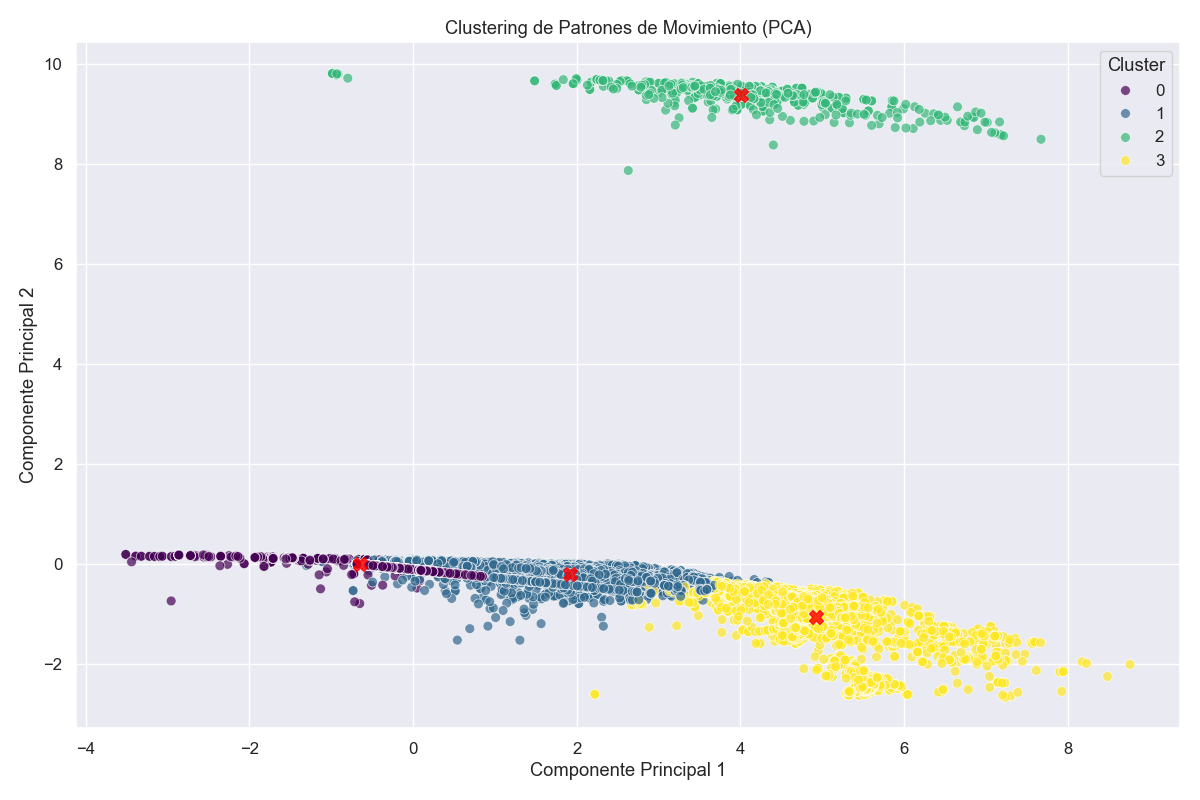 Clustering de Patrones de Movimiento (PCA)
Cluster
0
1
2
3
Componente Principal 2
10
8
6
4
2
0
−2
−4 −2 0 2 4 6 8
Componente Principal 1